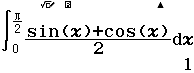 ∫₀^(π/2) (sin(x)+cos(x))/2 dx
1